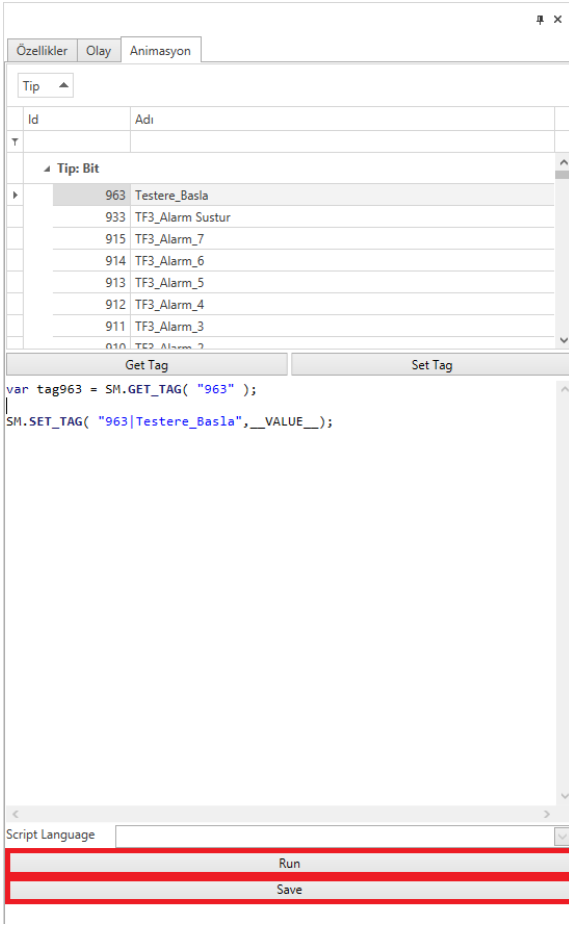 Özellikler Olay Animasyon
Tip
Id Adı
Tip: Bit
963 Testere_Basla
933 TF3_Alarm Sustur
915 TF3_Alarm_7
914 TF3_Alarm_6
913 TF3_Alarm_5
912 TF3_Alarm_4
911 TF3_Alarm_3
910 TF3_Alarm_2
Get Tag Set Tag
var tag963 = SM.GET_TAG( "963" );
SM.SET_TAG( "963|Testere_Basla",__VALUE__);
Script Language
Run
Save